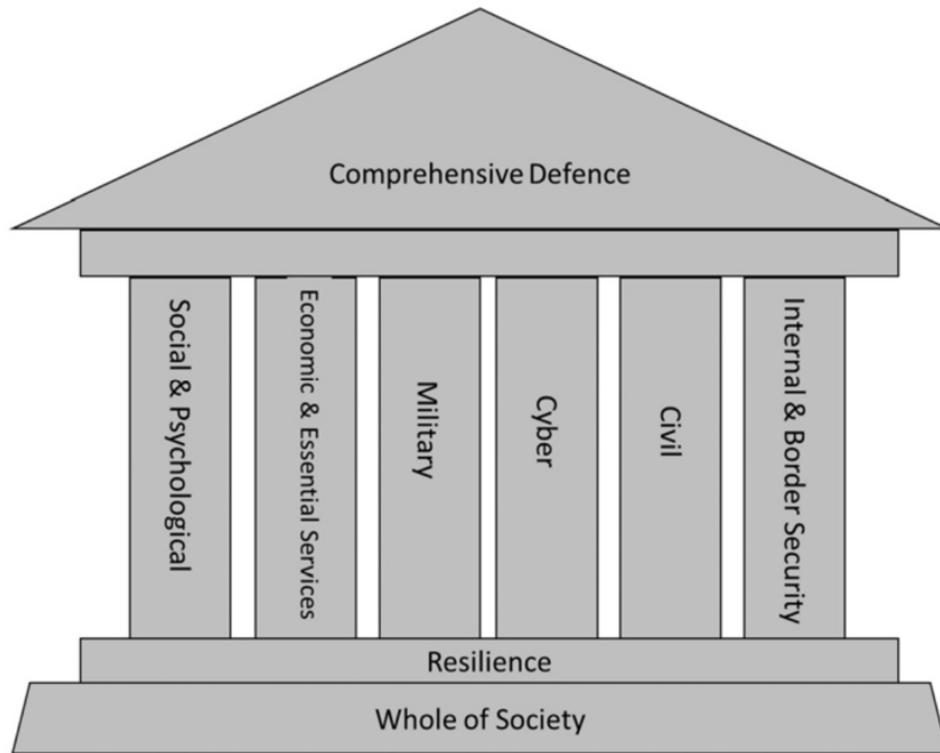 Comprehensive Defence
Social & Psychological
Economic & Essential Services
Military
Cyber
Civil
Internal & Border Security
Resilience
Whole of Society